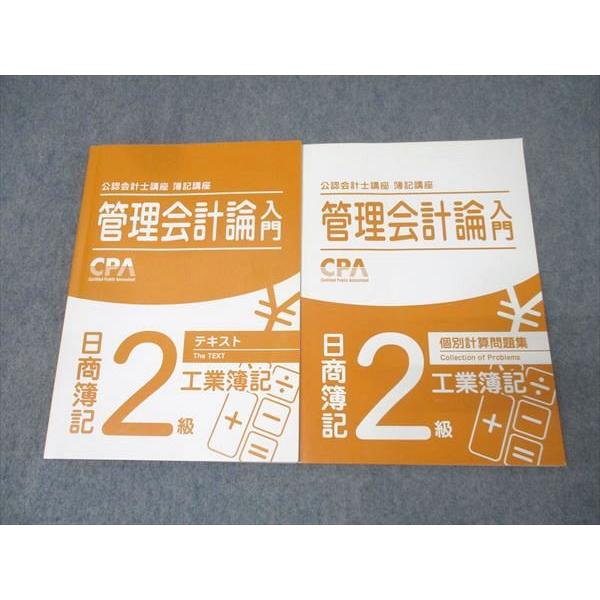 公認会計士講座 簿記講座
管理会計論入門
CPA
Certified Public Accountant
テキスト
The TEXT
日商簿記
2級
工業簿記
公認会計士講座 簿記講座
管理会計論入門
CPA
Certified Public Accountant
個別計算問題集
Collection of Problems
日商簿記
2級
工業簿記